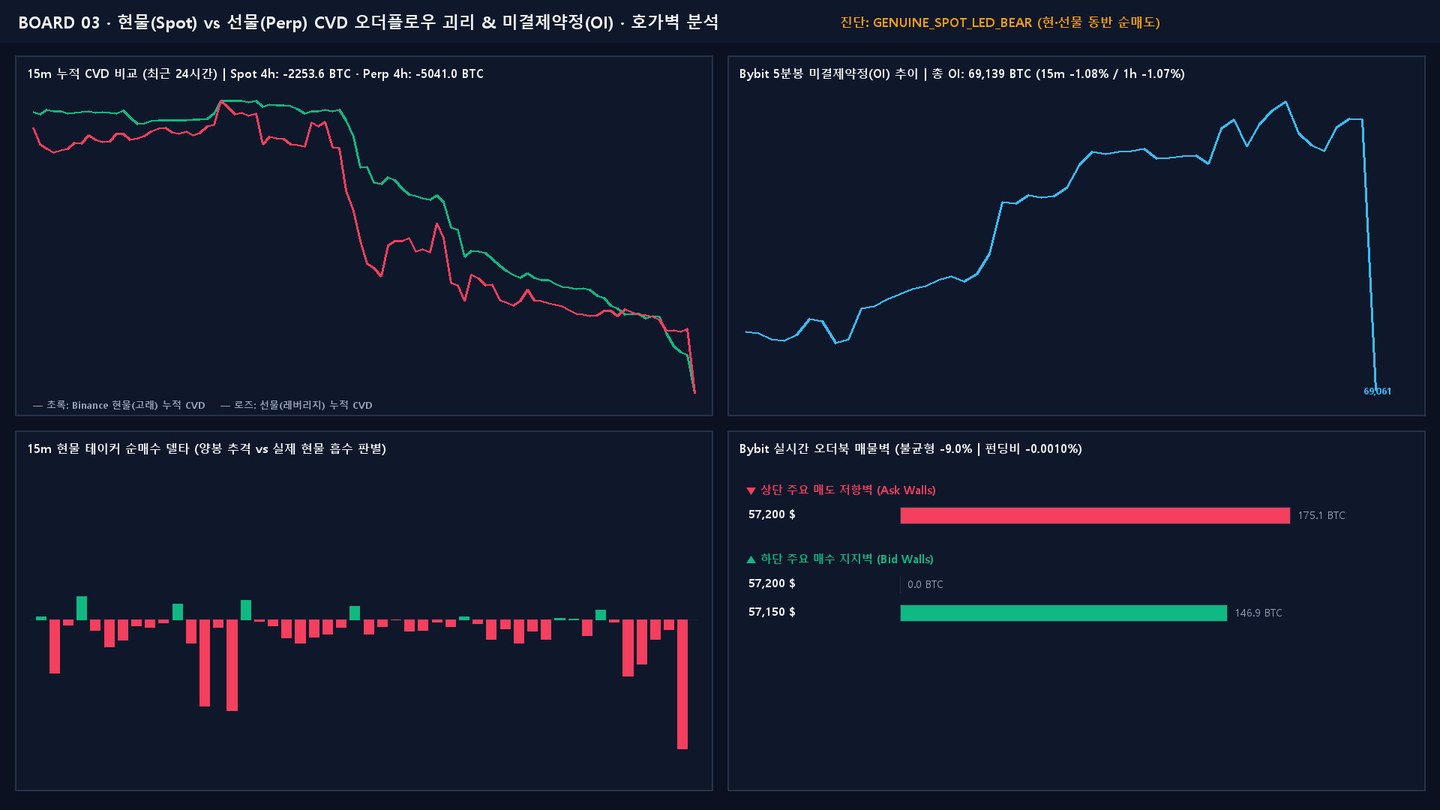 BOARD 03 · 현물(Spot) vs 선물(Perp) CVD 오더플로우 괴리 & 미결제약정(OI) · 호가벽 분석
진단: GENUINE_SPOT_LED_BEAR (현·선물 동반 순매도)
15m 누적 CVD 비교 (최근 24시간) | Spot 4h: -2253.6 BTC · Perp 4h: -5041.0 BTC
— 초록: Binance 현물(고래) 누적 CVD — 로즈: 선물(레버리지) 누적 CVD
Bybit 5분봉 미결제약정(OI) 추이 | 총 OI: 69,139 BTC (15m -1.08% / 1h -1.07%)
69,061
15m 현물 테이커 순매수 델타 (양봉 추격 vs 실제 현물 흡수 판별)
Bybit 실시간 오더북 매물벽 (불균형 -9.0% | 펀딩비 -0.0010%)
▼ 상단 주요 매도 저항벽 (Ask Walls)
57,200 $ 175.1 BTC
▲ 하단 주요 매수 지지벽 (Bid Walls)
57,200 $ 0.0 BTC
57,150 $ 146.9 BTC